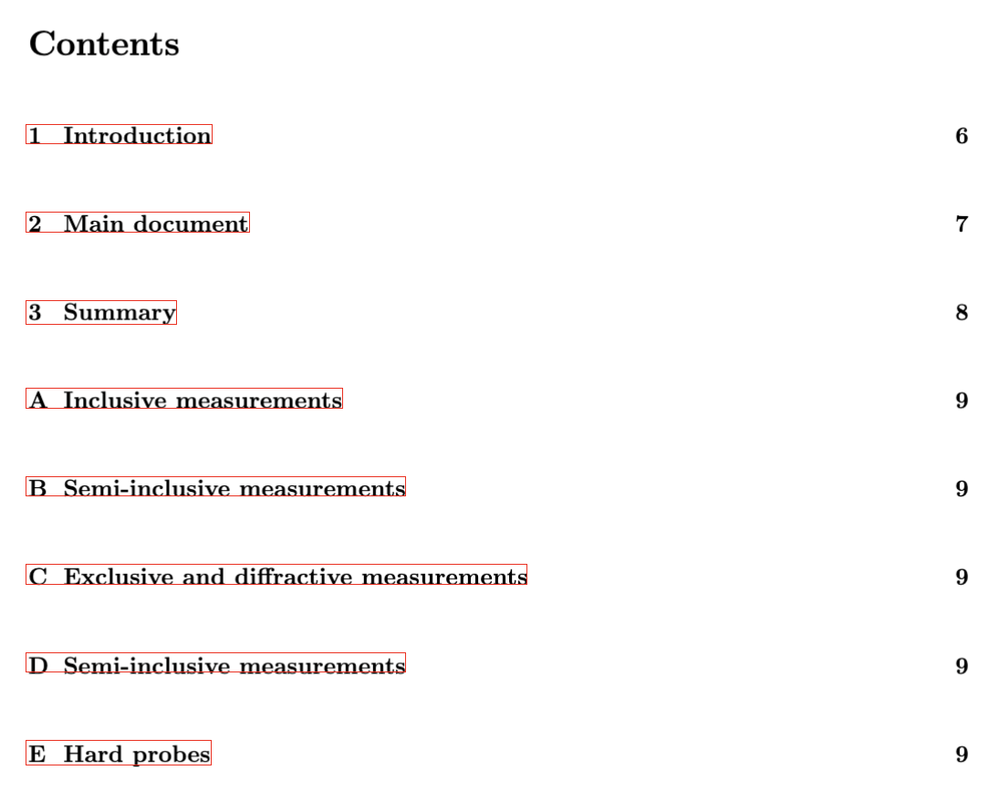 Contents
1 Introduction 6
2 Main document 7
3 Summary 8
A Inclusive measurements 9
B Semi-inclusive measurements 9
C Exclusive and diffractive measurements 9
D Semi-inclusive measurements 9
E Hard probes 9